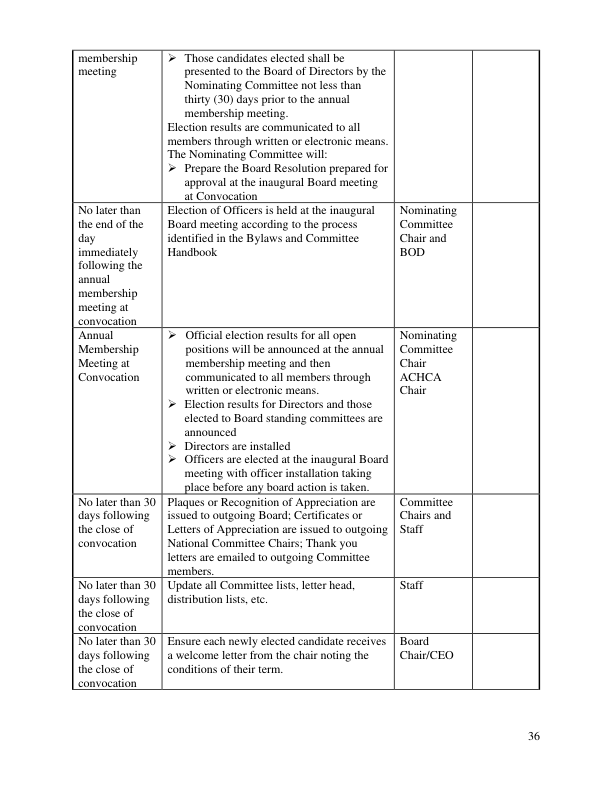 membership
meeting
➢ Those candidates elected shall be
presented to the Board of Directors by the
Nominating Committee not less than
thirty (30) days prior to the annual
membership meeting.
Election results are communicated to all
members through written or electronic means.
The Nominating Committee will:
➢ Prepare the Board Resolution prepared for
approval at the inaugural Board meeting
at Convocation
No later than
the end of the
day
immediately
following the
annual
membership
meeting at
convocation
Election of Officers is held at the inaugural
Board meeting according to the process
identified in the Bylaws and Committee
Handbook
Nominating
Committee
Chair and
BOD
Annual
Membership
Meeting at
Convocation
➢ Official election results for all open
positions will be announced at the annual
membership meeting and then
communicated to all members through
written or electronic means.
➢ Election results for Directors and those
elected to Board standing committees are
announced
➢ Directors are installed
➢ Officers are elected at the inaugural Board
meeting with officer installation taking
place before any board action is taken.
Nominating
Committee
Chair
ACHCA
Chair
No later than 30
days following
the close of
convocation
Plaques or Recognition of Appreciation are
issued to outgoing Board; Certificates or
Letters of Appreciation are issued to outgoing
National Committee Chairs; Thank you
letters are emailed to outgoing Committee
members.
Committee
Chairs and
Staff
No later than 30
days following
the close of
convocation
Update all Committee lists, letter head,
distribution lists, etc.
Staff
No later than 30
days following
the close of
convocation
Ensure each newly elected candidate receives
a welcome letter from the chair noting the
conditions of their term.
Board
Chair/CEO
36